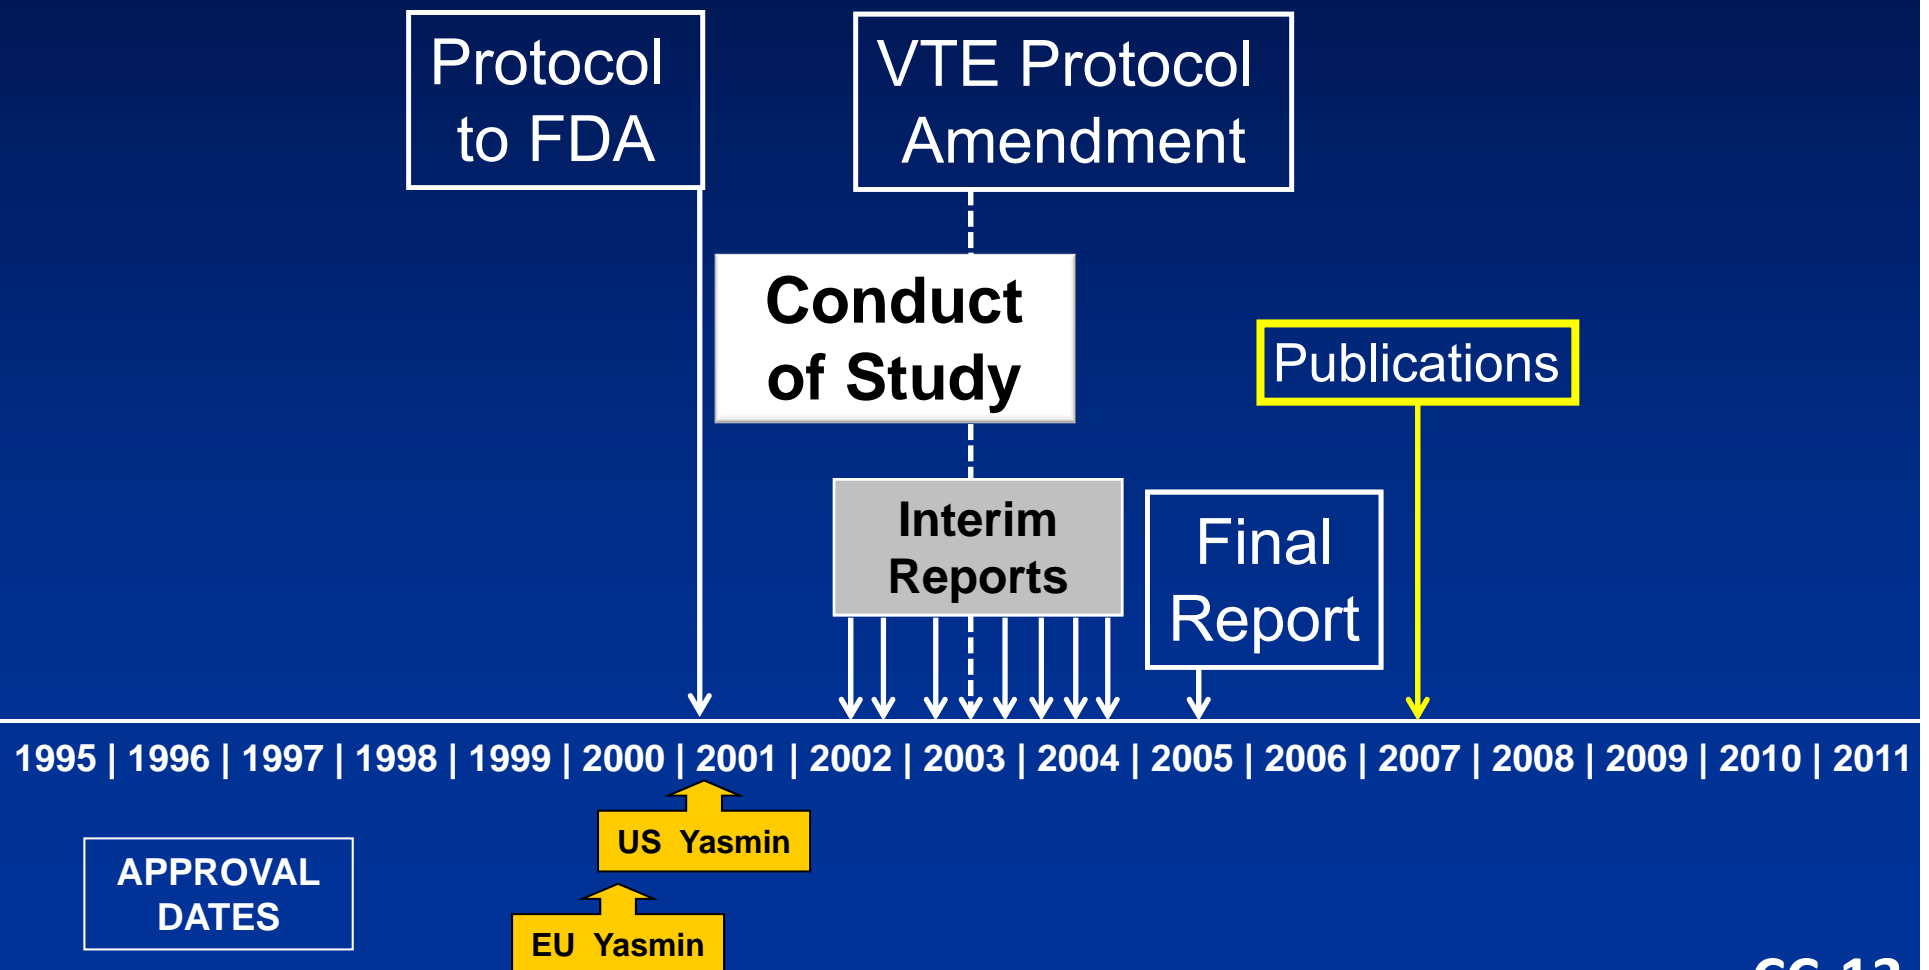 Protocol
to FDA
VTE Protocol
Amendment
Conduct
of Study
Publications
Interim
Reports
Final
Report
1995 | 1996 | 1997 | 1998 | 1999 | 2000 | 2001 | 2002 | 2003 | 2004 | 2005 | 2006 | 2007 | 2008 | 2009 | 2010 | 2011
US Yasmin
APPROVAL
DATES
EU Yasmin